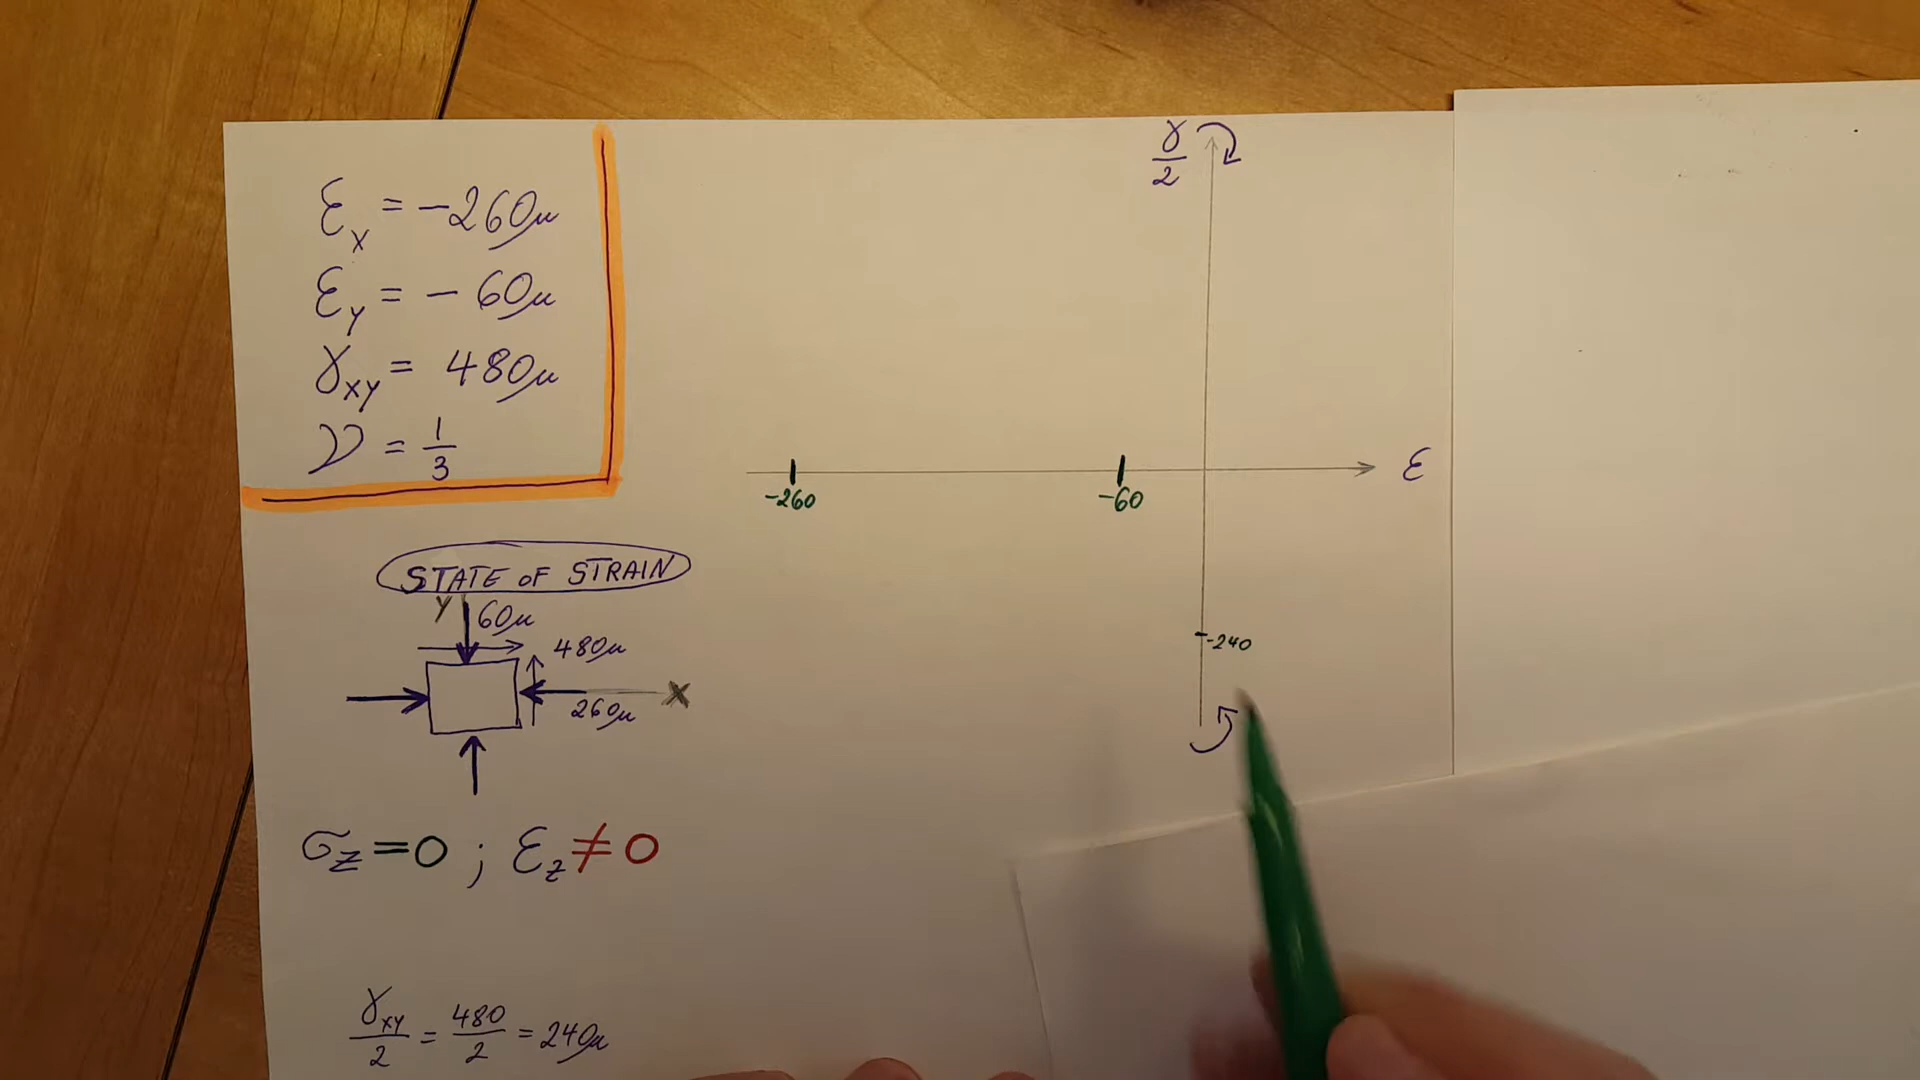 εx = -260μ
εy = - 60μ
γxy = 480μ
ν = 1/3
STATE OF STRAIN
Y 60μ
480μ
260μ
X
σz = 0 ; εz ≠ 0
γxy/2 = 480/2 = 240μ
γ/2
ε
-260
-60
-240